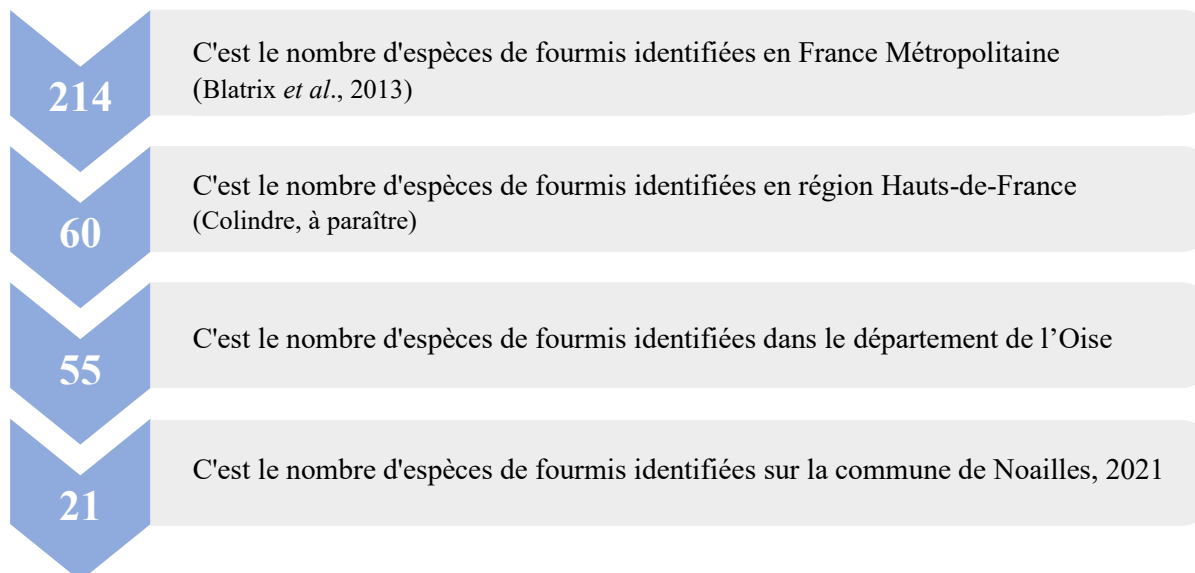 214
C'est le nombre d'espèces de fourmis identifiées en France Métropolitaine
(Blatrix et al., 2013)
60
C'est le nombre d'espèces de fourmis identifiées en région Hauts-de-France
(Colindre, à paraître)
55
C'est le nombre d'espèces de fourmis identifiées dans le département de l’Oise
21
C'est le nombre d'espèces de fourmis identifiées sur la commune de Noailles, 2021